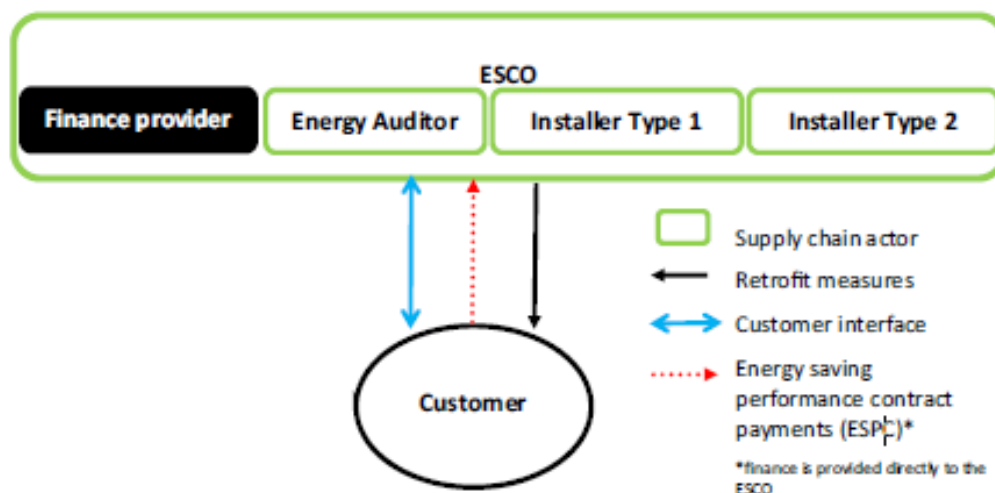 ESCO
Finance provider
Energy Auditor
Installer Type 1
Installer Type 2
Supply chain actor
Retrofit measures
Customer interface
Energy saving
performance contract
payments (ESPC)*
*finance is provided directly to the
ESCO
Customer